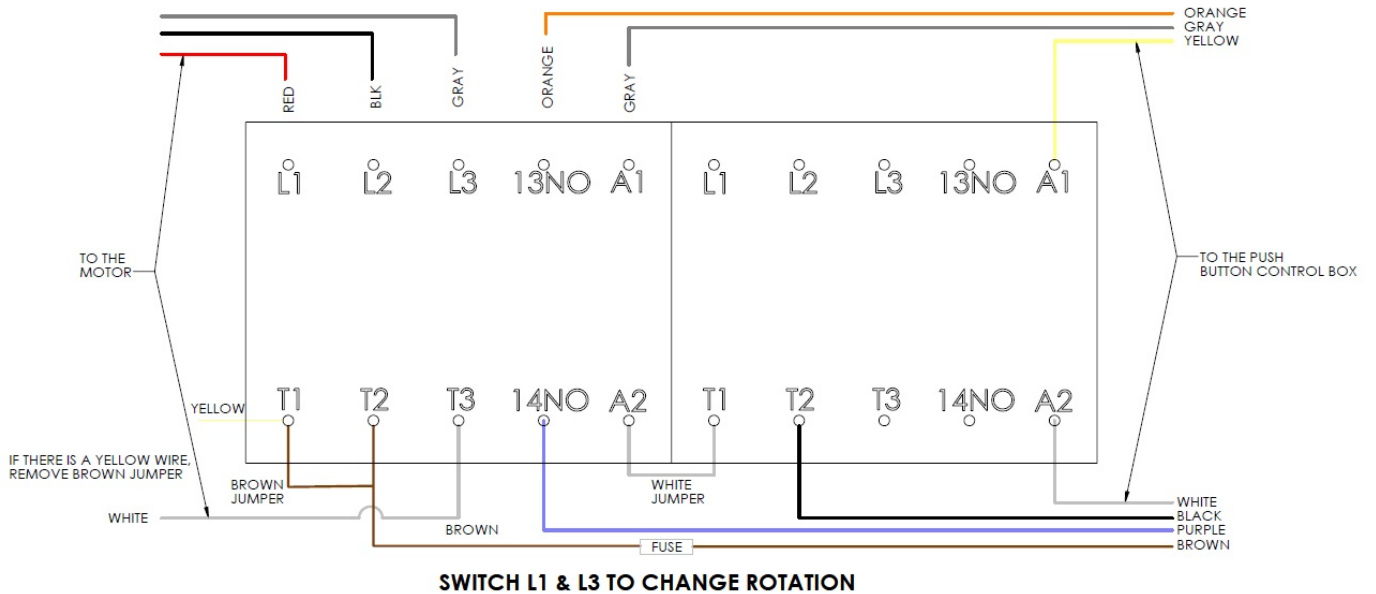 ORANGE
GRAY
YELLOW
RED
BLK
GRAY
ORANGE
GRAY
L1 L2 L3 13NO A1 L1 L2 L3 13NO A1
TO THE
MOTOR
TO THE PUSH
BUTTON CONTROL BOX
T1 T2 T3 14NO A2 T1 T2 T3 14NO A2
YELLOW
IF THERE IS A YELLOW WIRE,
REMOVE BROWN JUMPER
BROWN
JUMPER
WHITE
JUMPER
WHITE
BROWN
FUSE
WHITE
BLACK
PURPLE
BROWN
SWITCH L1 & L3 TO CHANGE ROTATION